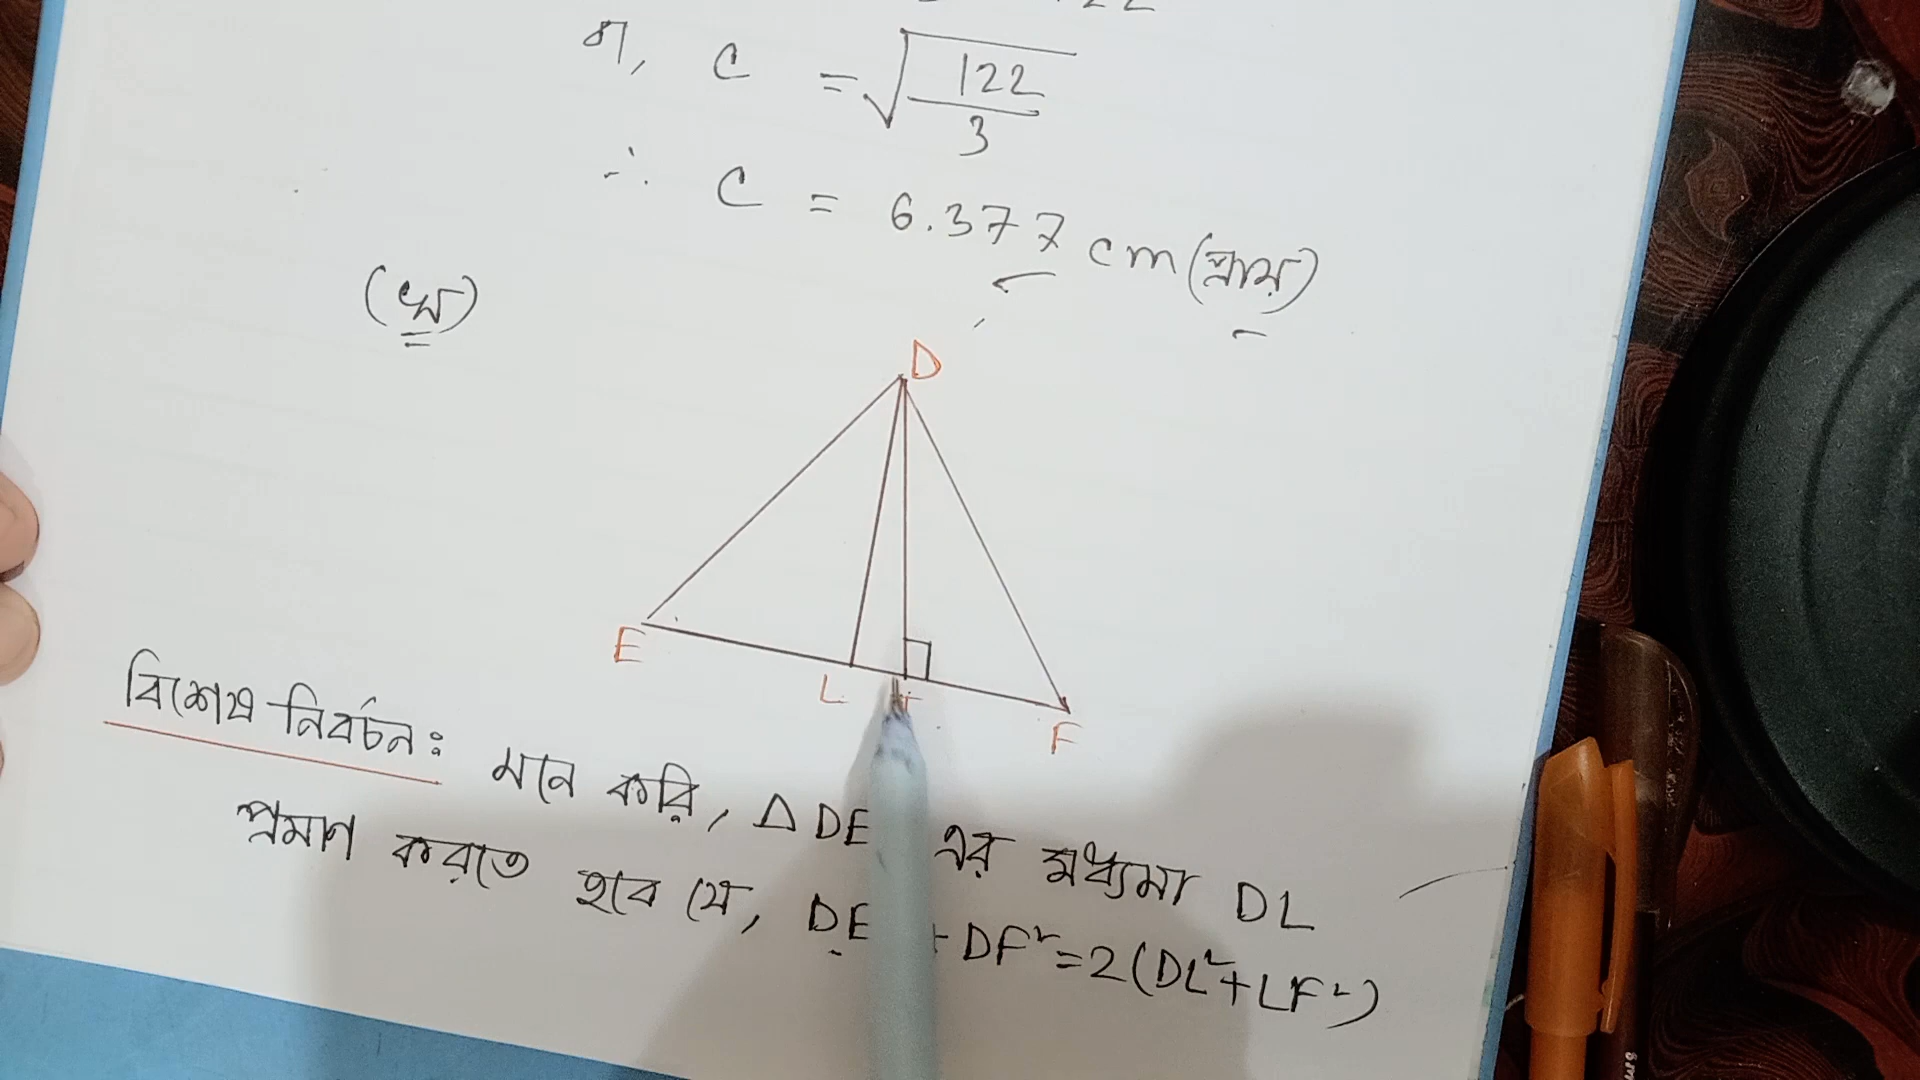 বা, c = √122/3
∴ c = 6.377 cm (প্রায়)
(খ)
D
E
L
F
বিশেষ নির্বচন: মনে করি, Δ DE এর মধ্যমা DL
প্রমাণ করতে হবে যে, DE + DF² = 2(DL² + LF²)